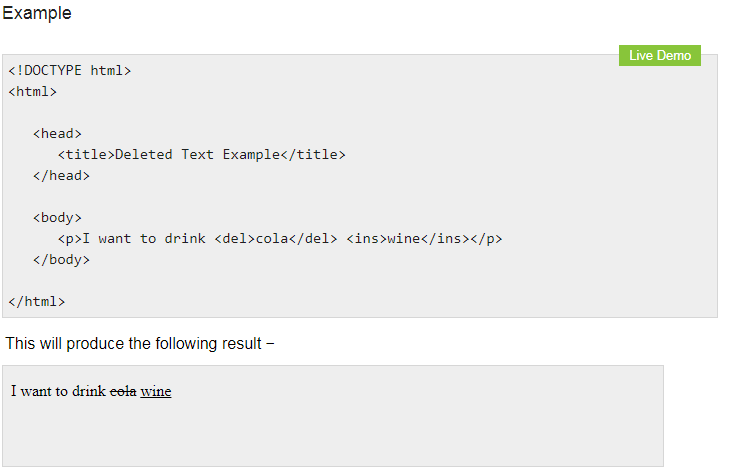 Example
Live Demo
<!DOCTYPE html>
<html>
<head>
<title>Deleted Text Example</title>
</head>
<body>
<p>I want to drink <del>cola</del> <ins>wine</ins></p>
</body>
</html>
This will produce the following result −
I want to drink cola wine